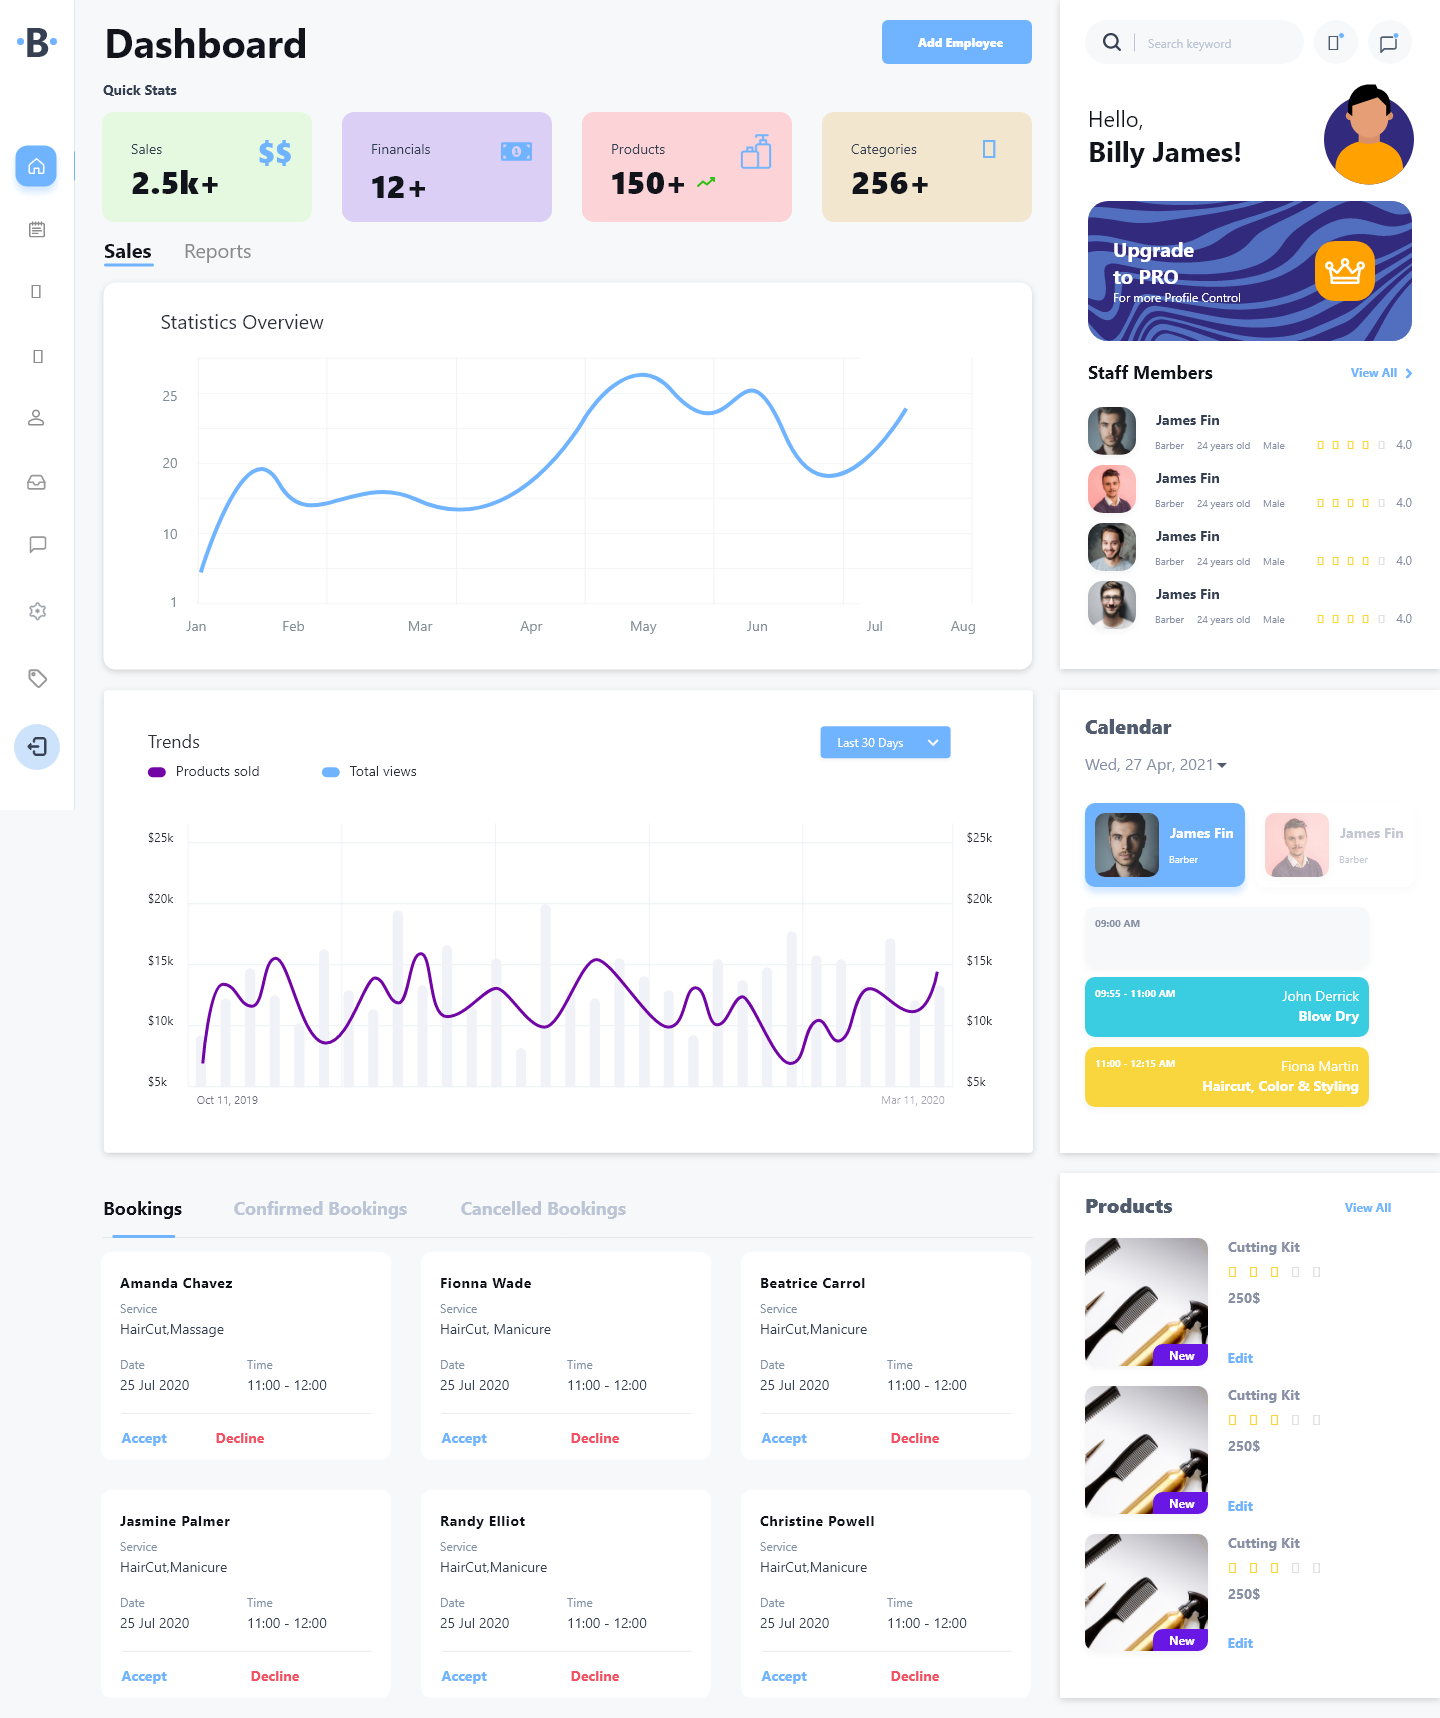 B
Dashboard
Add Employee
Quick Stats
Sales
$$
2.5k+
Financials
1
12+
Products
150+
Categories
256+
Sales
Reports
Statistics Overview
25
20
10
1
Jan
Feb
Mar
Apr
May
Jun
Jul
Aug
Trends
Last 30 Days
Products sold
Total views
$25k
$20k
$15k
$10k
$5k
$25k
$20k
$15k
$10k
$5k
Oct 11, 2019
Mar 11, 2020
Bookings
Confirmed Bookings
Cancelled Bookings
Amanda Chavez
Service
HairCut,Massage
Date
Time
25 Jul 2020
11:00 - 12:00
Accept
Decline
Fionna Wade
Service
HairCut, Manicure
Date
Time
25 Jul 2020
11:00 - 12:00
Accept
Decline
Beatrice Carrol
Service
HairCut,Manicure
Date
Time
25 Jul 2020
11:00 - 12:00
Accept
Decline
Jasmine Palmer
Service
HairCut,Manicure
Date
Time
25 Jul 2020
11:00 - 12:00
Accept
Decline
Randy Elliot
Service
HairCut,Manicure
Date
Time
25 Jul 2020
11:00 - 12:00
Accept
Decline
Christine Powell
Service
HairCut,Manicure
Date
Time
25 Jul 2020
11:00 - 12:00
Accept
Decline
Search keyword
Hello,
Billy James!
Upgrade
to PRO
For more Profile Control
Staff Members
View All
James Fin
Barber 24 years old Male 4.0
James Fin
Barber 24 years old Male 4.0
James Fin
Barber 24 years old Male 4.0
James Fin
Barber 24 years old Male 4.0
Calendar
Wed, 27 Apr, 2021
James Fin
Barber
James Fin
Barber
09:00 AM
09:55 - 11:00 AM
John Derrick
Blow Dry
11:00 - 12:15 AM
Fiona Martin
Haircut, Color & Styling
Products
View All
Cutting Kit
250$
New
Edit
Cutting Kit
250$
New
Edit
Cutting Kit
250$
New
Edit